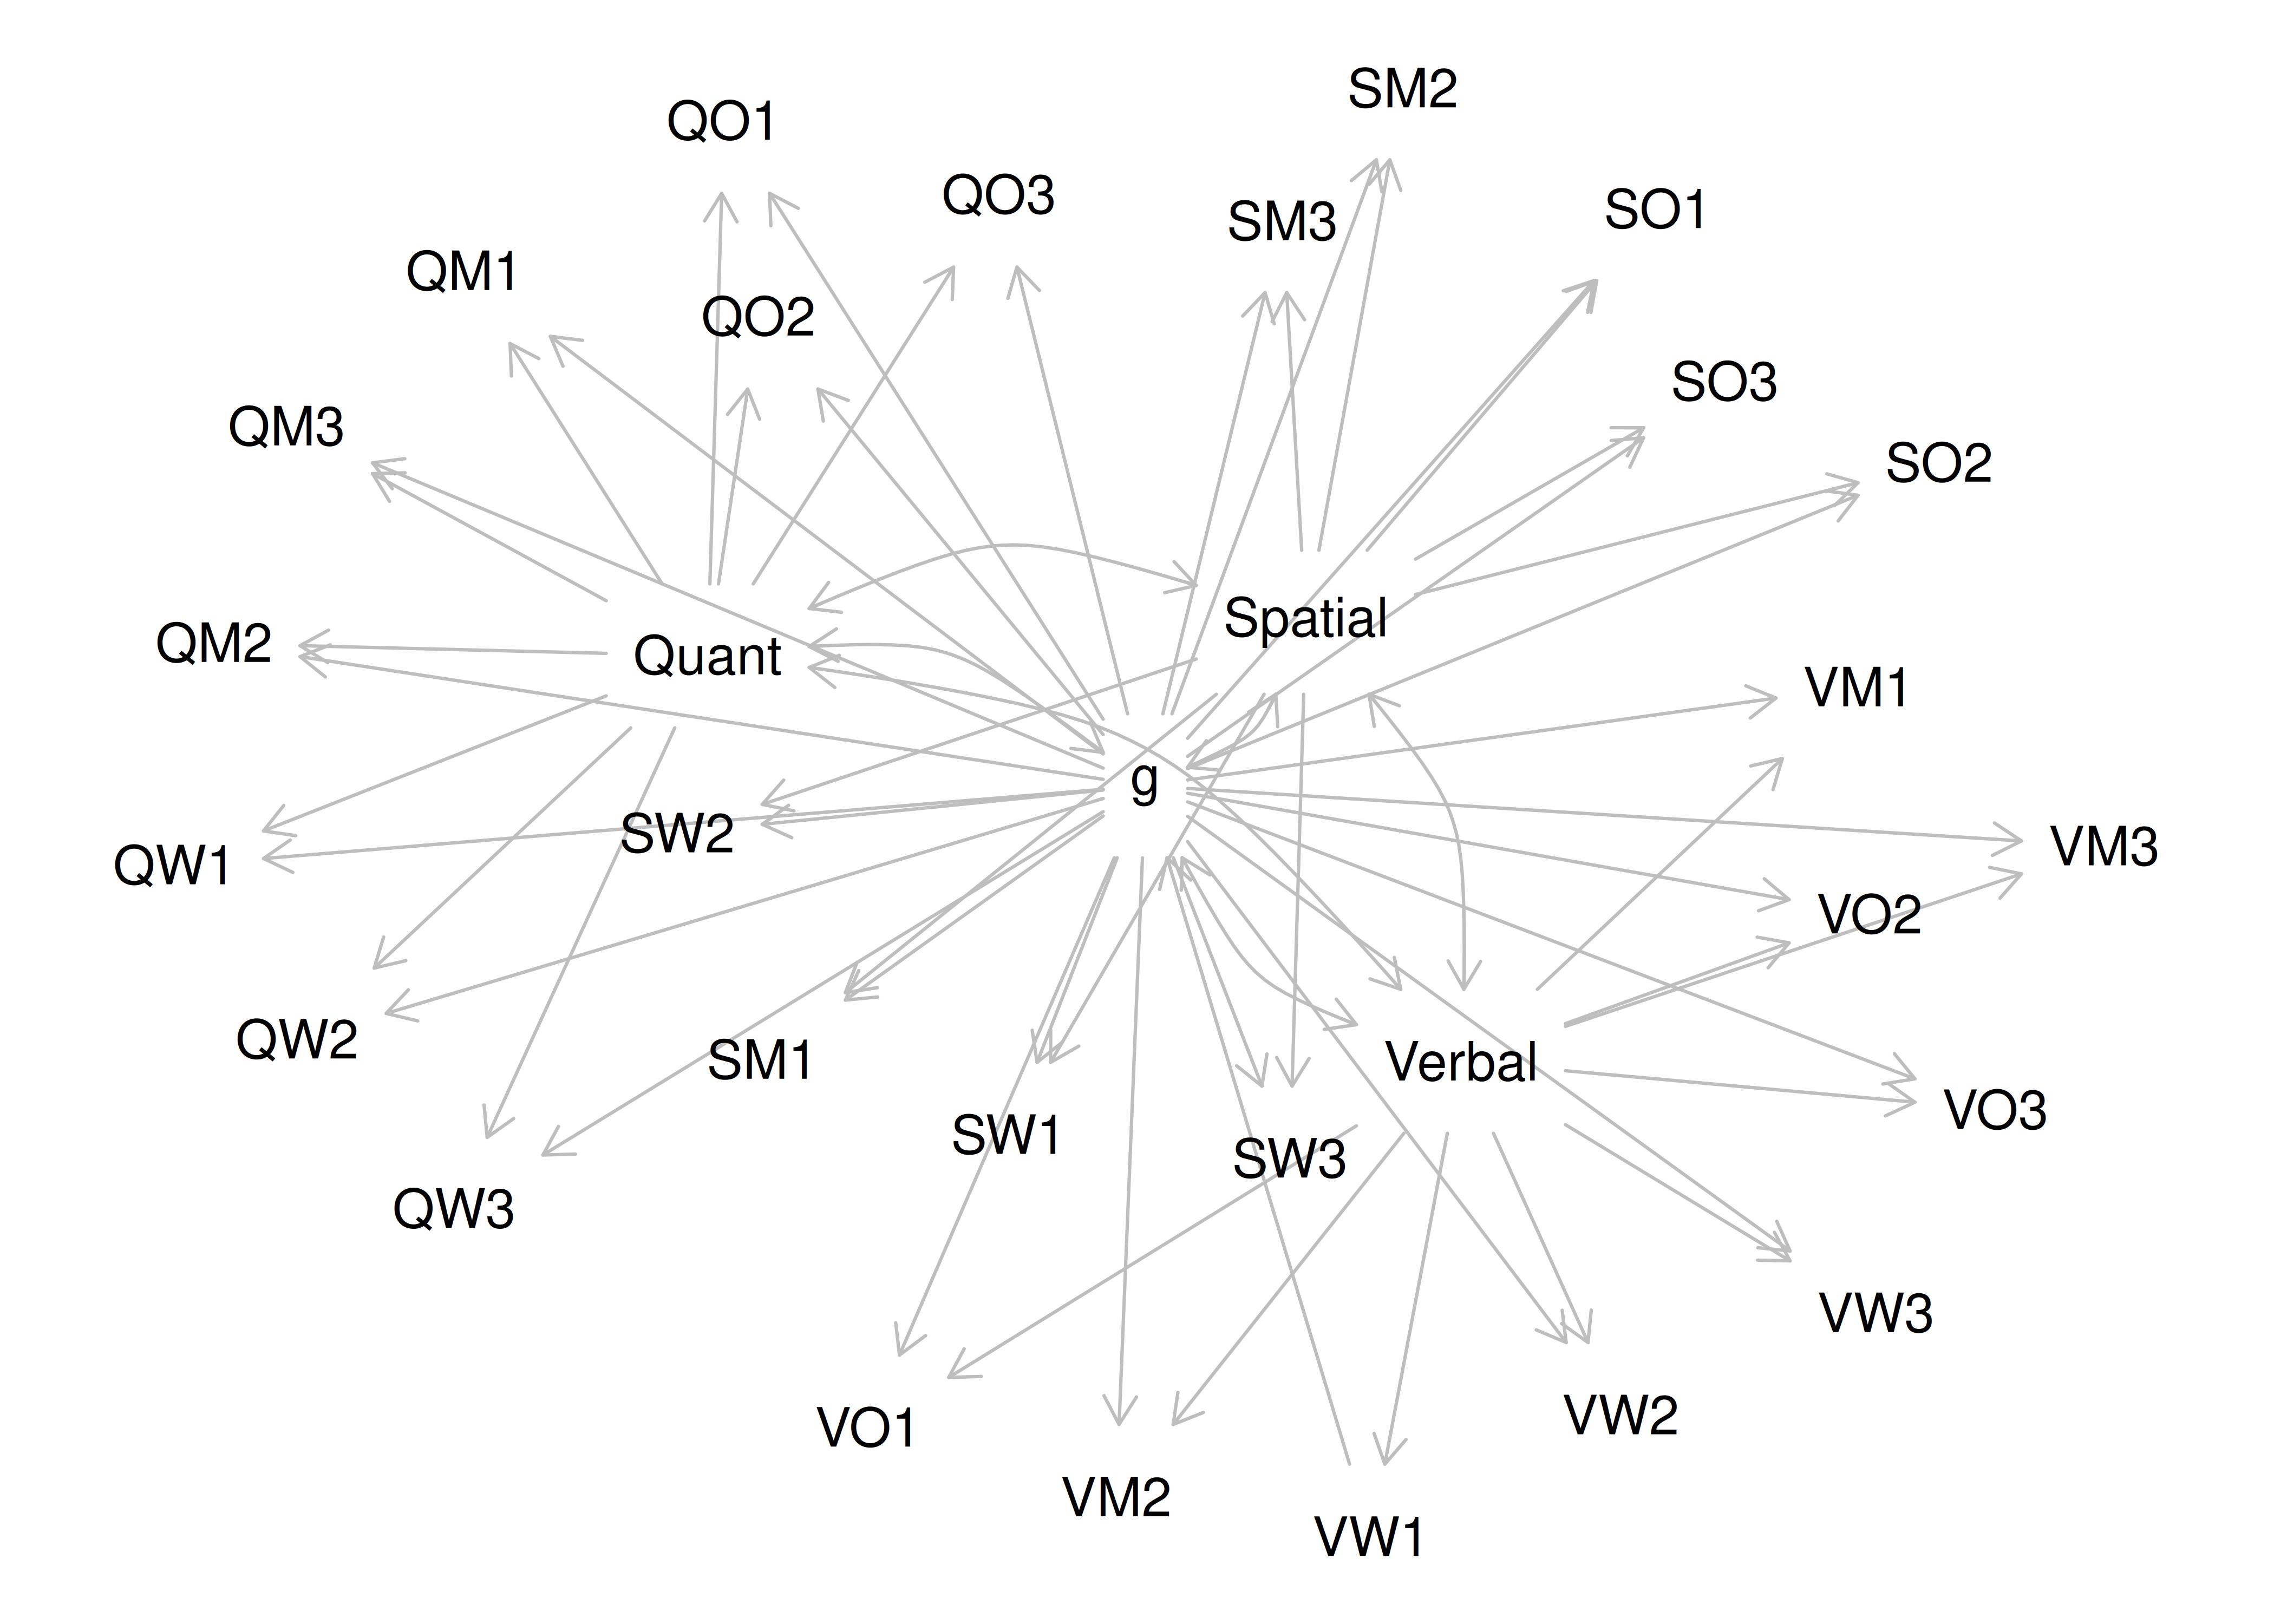 SM2
QO1
QO3
SO1
SM3
QM1
QO2
SO3
QM3
SO2
Spatial
QM2
Quant
VM1
g
SW2
VM3
QW1
VO2
QW2
SM1
Verbal
VO3
SW1
SW3
QW3
VW3
VO1
VW2
VM2
VW1